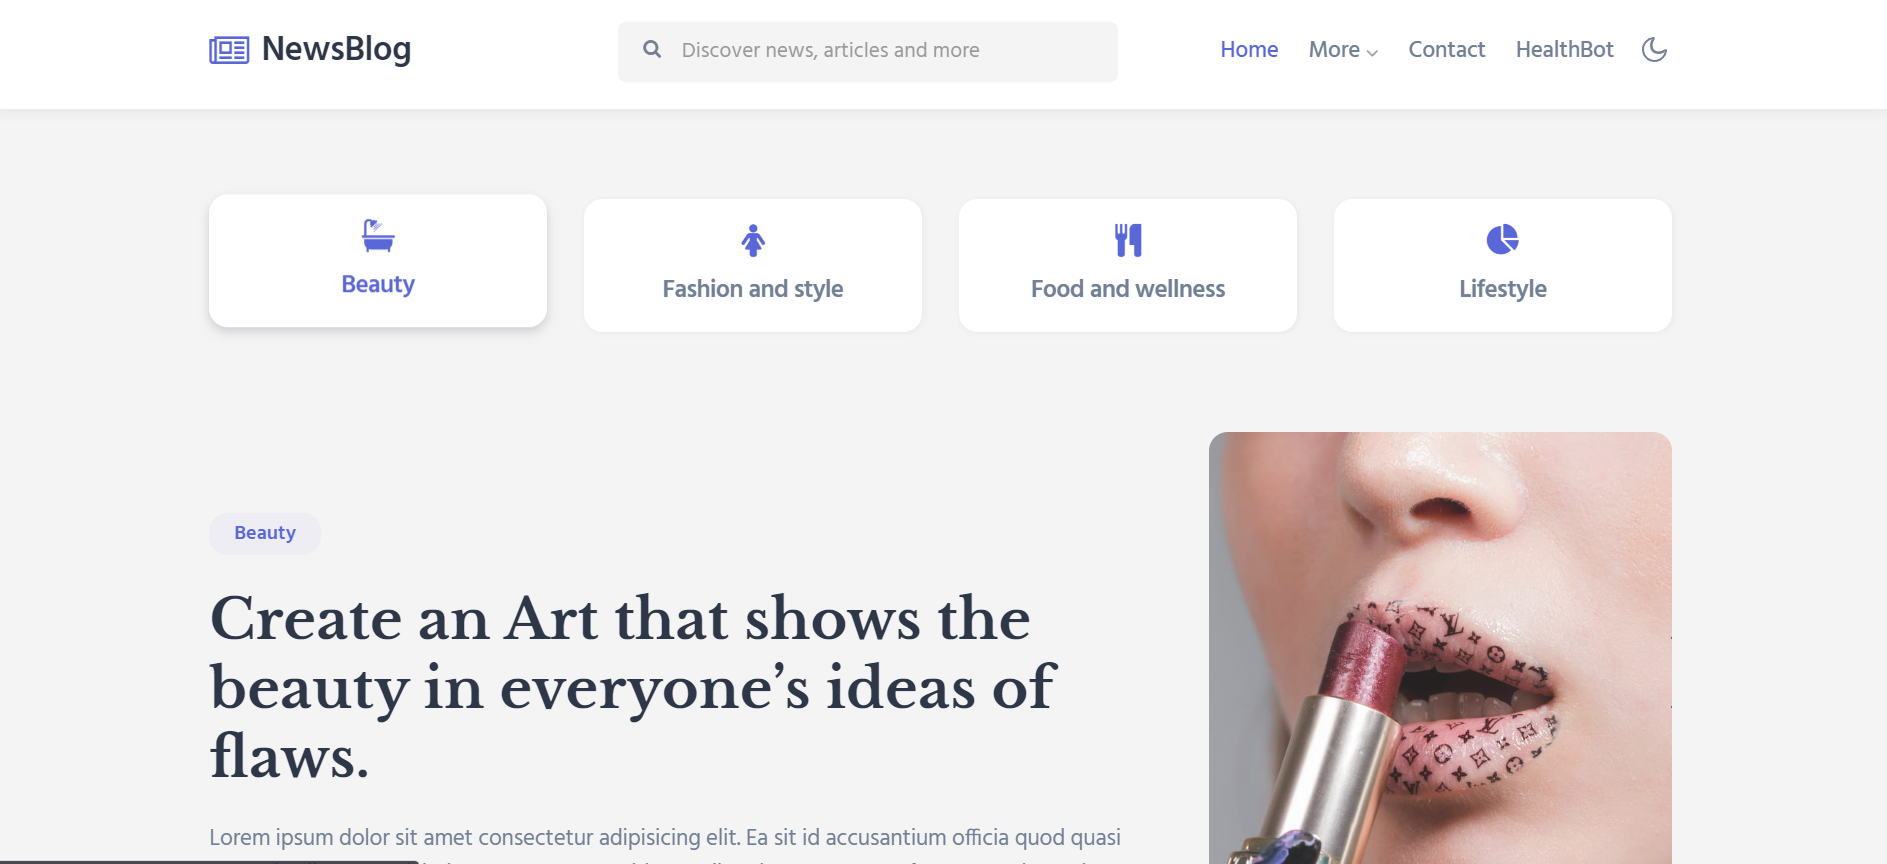 NewsBlog
Discover news, articles and more
Home
More
Contact
HealthBot
Beauty
Fashion and style
Food and wellness
Lifestyle
Beauty
Create an Art that shows the
beauty in everyone’s ideas of
flaws.
Lorem ipsum dolor sit amet consectetur adipisicing elit. Ea sit id accusantium officia quod quasi